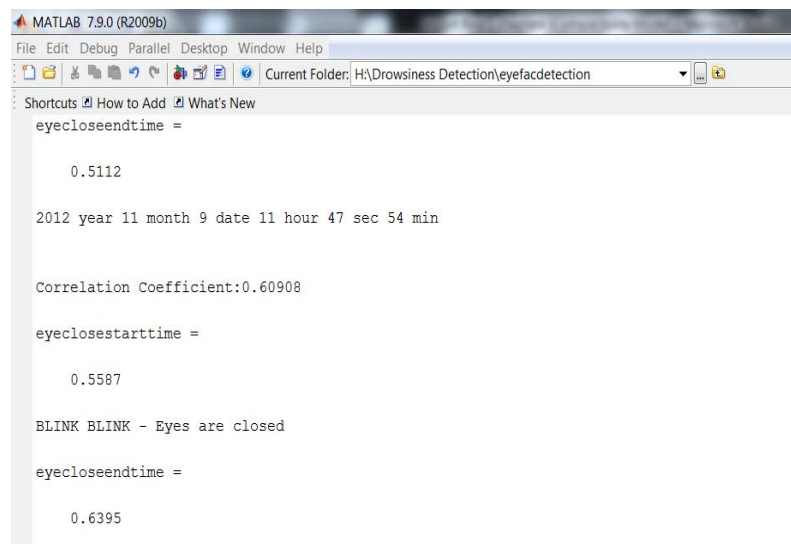 MATLAB 7.9.0 (R2009b)
File Edit Debug Parallel Desktop Window Help
Current Folder: H:\Drowsiness Detection\eyefacdetection
Shortcuts How to Add What's New
eyecloseendtime =
0.5112
2012 year 11 month 9 date 11 hour 47 sec 54 min
Correlation Coefficient:0.60908
eyeclosestarttime =
0.5587
BLINK BLINK - Eyes are closed
eyecloseendtime =
0.6395